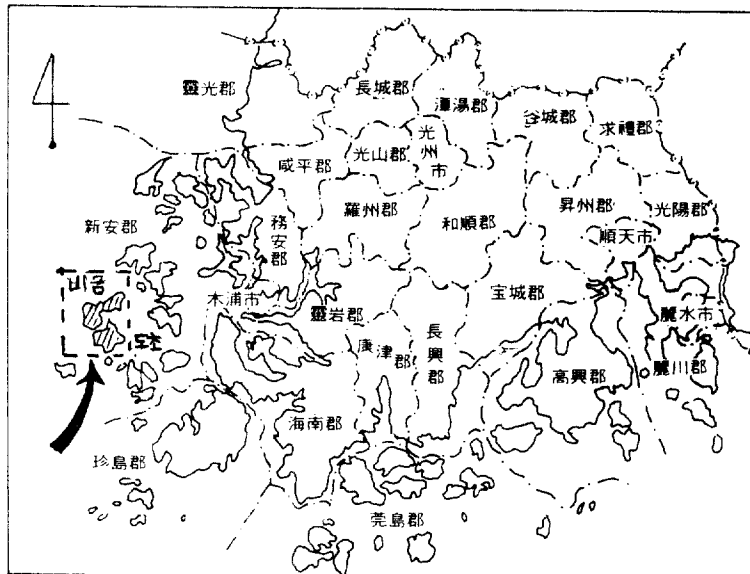 靈光郡
長城郡
潭湯郡
谷城郡
求禮郡
光山郡
光州市
咸平郡
新安郡
務安郡
羅州郡
和順郡
昇州郡
光陽郡
順天市
비금
도초
木浦市
靈岩郡
宝城郡
麗水市
康津郡
長興郡
高興郡
麗川郡
海南郡
珍島郡
莞島郡